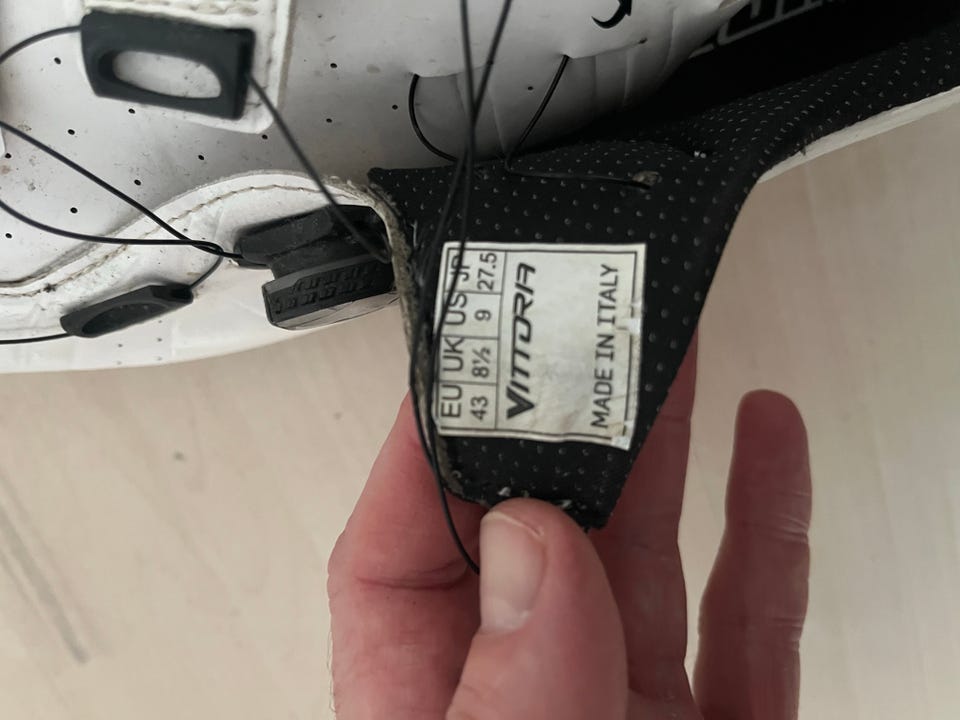 EU UK US JP
43 8½ 9 27.5
VITTORIA
MADE IN ITALY